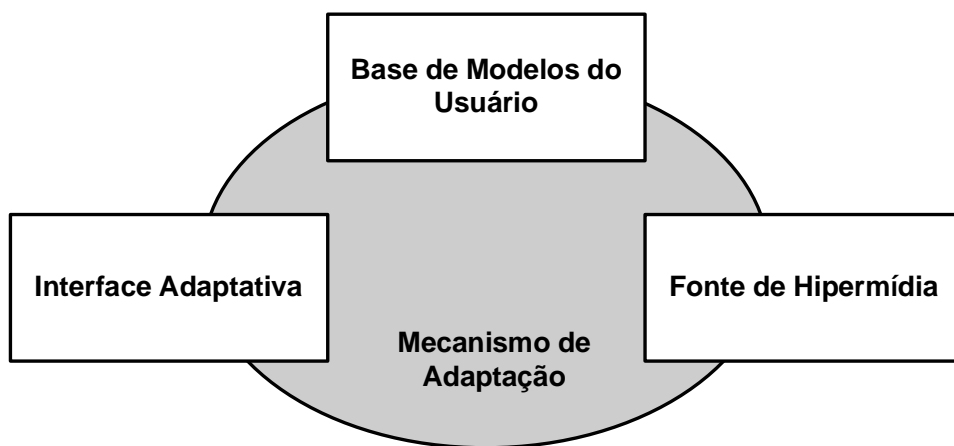 Base de Modelos do
Usuário
Interface Adaptativa
Fonte de Hipermídia
Mecanismo de
Adaptação